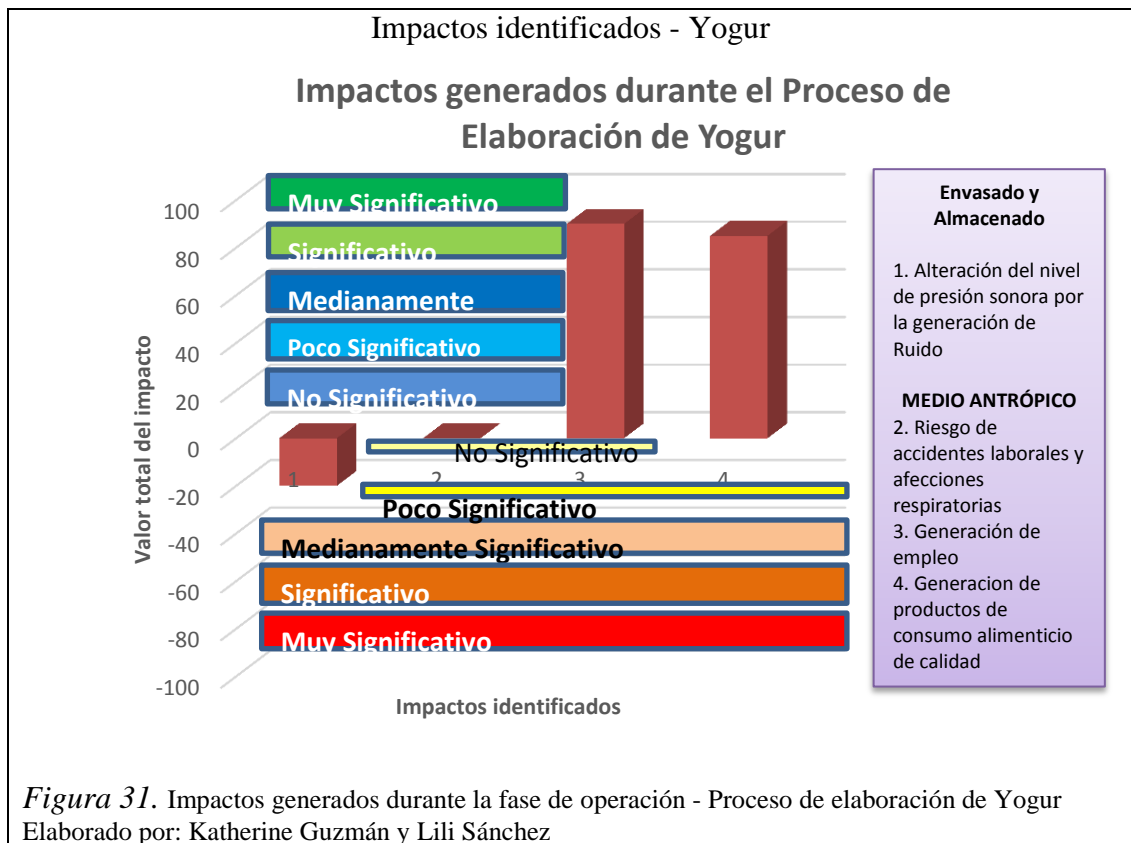 Impactos identificados - Yogur
Impactos generados durante el Proceso de
Elaboración de Yogur
Valor total del impacto
100
80
60
40
20
0
-20
-40
-60
-80
-100
Muy Significativo
Significativo
Medianamente
Poco Significativo
No Significativo
No Significativo
1
2
3
4
Poco Significativo
Medianamente Significativo
Significativo
Muy Significativo
Impactos identificados
Envasado y
Almacenado
1. Alteración del nivel
de presión sonora por
la generación de
Ruido
MEDIO ANTRÓPICO
2. Riesgo de
accidentes laborales y
afecciones
respiratorias
3. Generación de
empleo
4. Generacion de
productos de
consumo alimenticio
de calidad
Figura 31. Impactos generados durante la fase de operación - Proceso de elaboración de Yogur
Elaborado por: Katherine Guzmán y Lili Sánchez